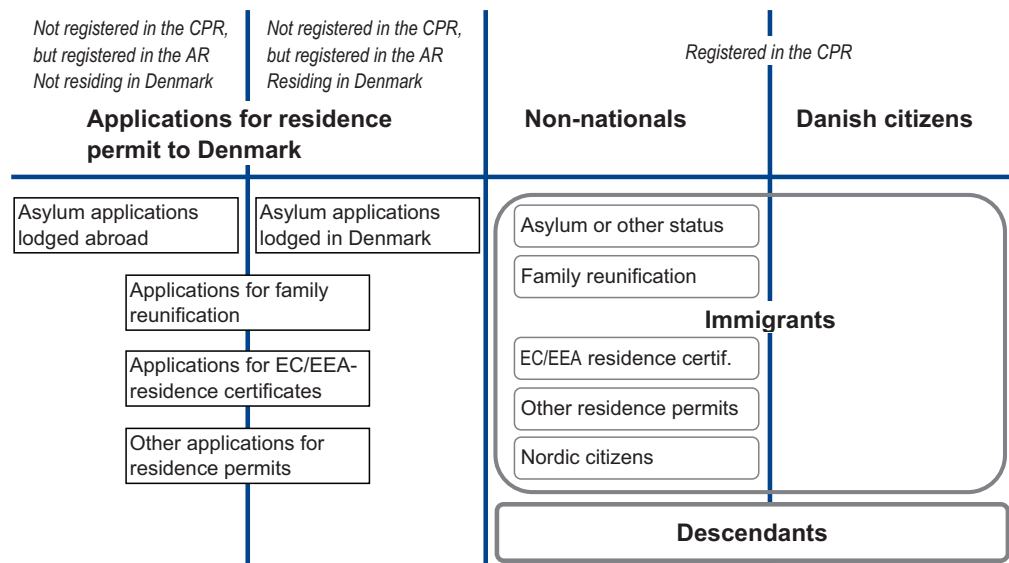 Not registered in the CPR,
but registered in the AR
Not residing in Denmark
Not registered in the CPR,
but registered in the AR
Residing in Denmark
Registered in the CPR
Applications for residence
permit to Denmark
Non-nationals
Danish citizens
Asylum applications
lodged abroad
Asylum applications
lodged in Denmark
Applications for family
reunification
Applications for EC/EEA-
residence certificates
Other applications for
residence permits
Asylum or other status
Family reunification
Immigrants
EC/EEA residence certif.
Other residence permits
Nordic citizens
Descendants